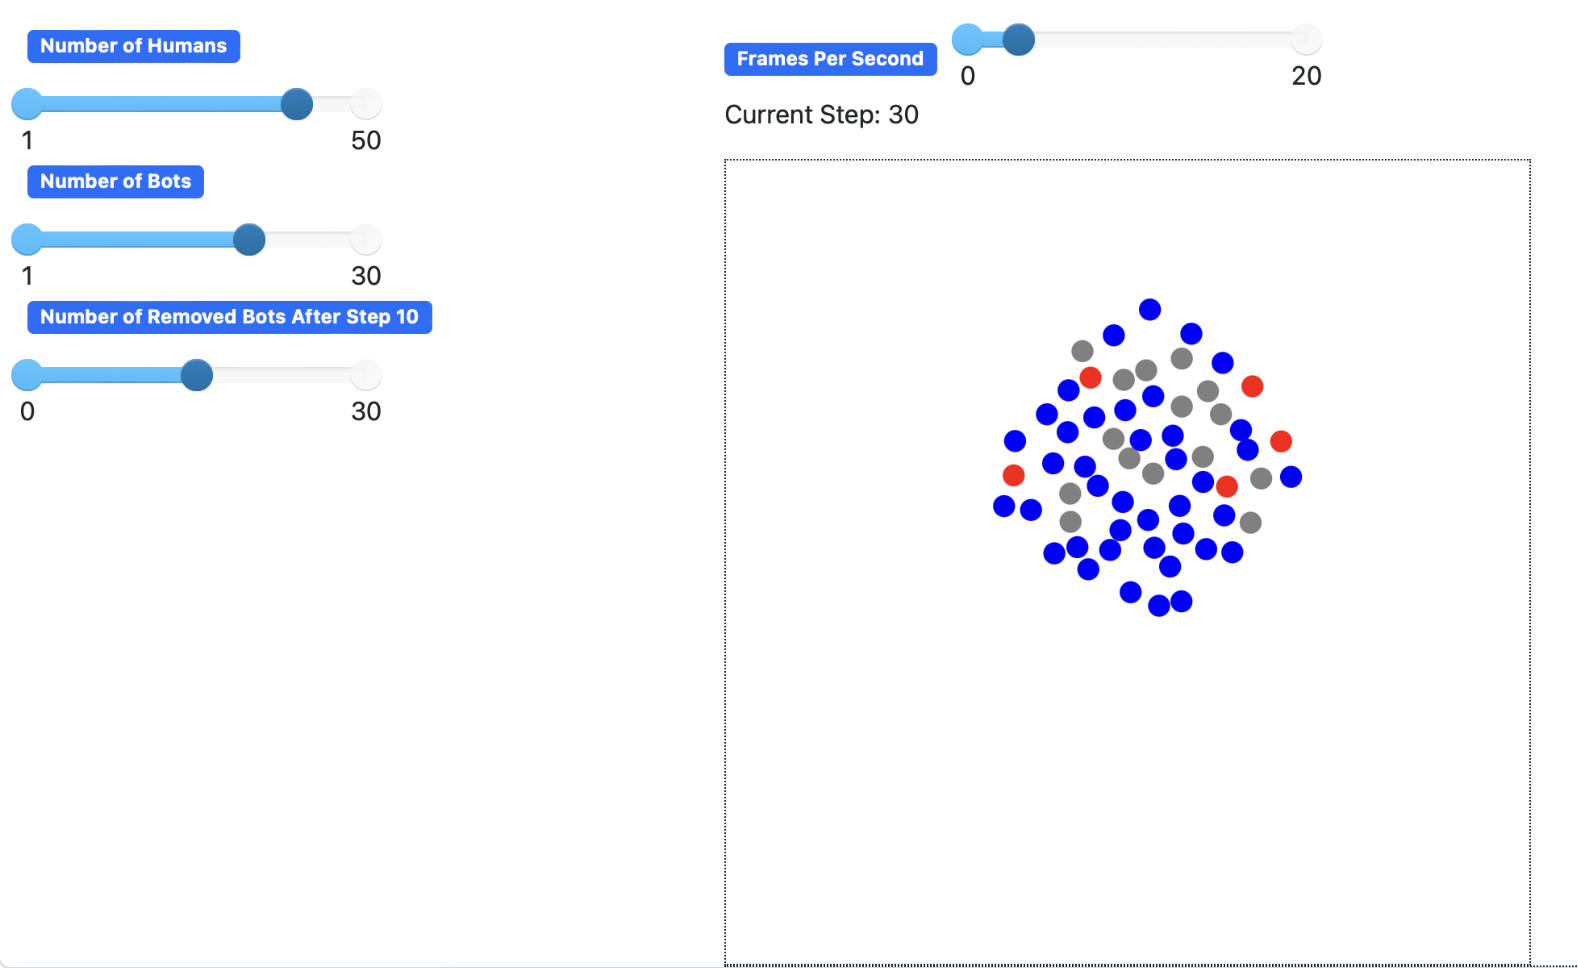 Number of Humans
1 50
Number of Bots
1 30
Number of Removed Bots After Step 10
0 30
Frames Per Second
0 20
Current Step: 30